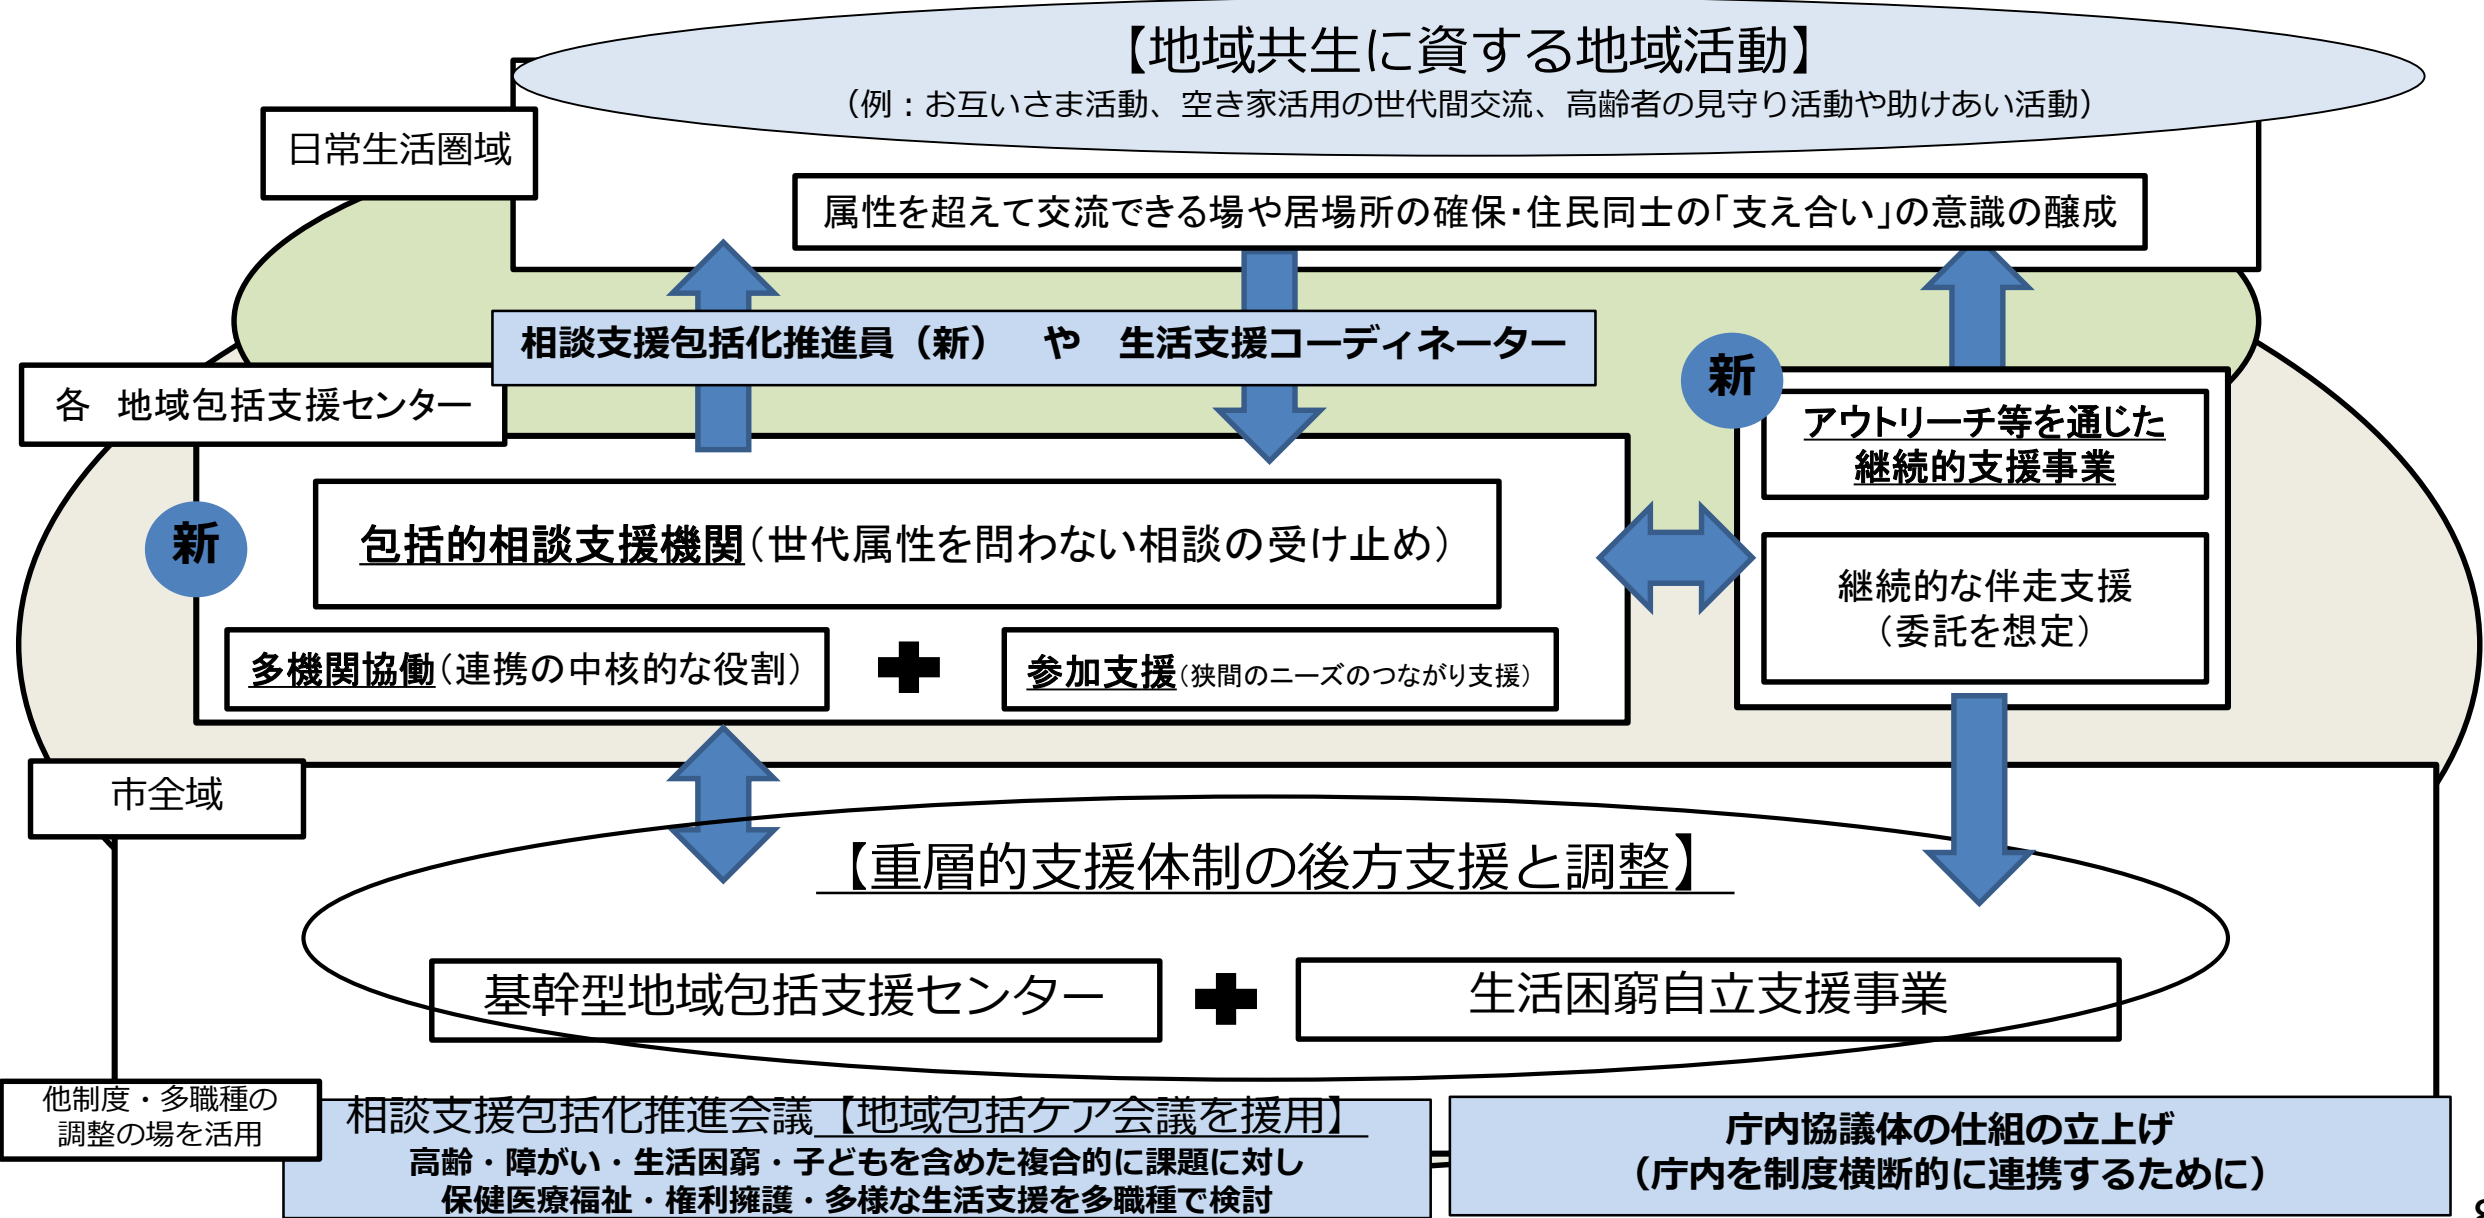 【地域共生に資する地域活動】
（例：お互いさま活動、空き家活用の世代間交流、高齢者の見守り活動や助けあい活動）
日常生活圏域
属性を超えて交流できる場や居場所の確保・住民同士の「支え合い」の意識の醸成
相談支援包括化推進員（新）　や　生活支援コーディネーター
各　地域包括支援センター
新
アウトリーチ等を通じた
継続的支援事業
新
包括的相談支援機関（世代属性を問わない相談の受け止め）
継続的な伴走支援
（委託を想定）
多機関協働（連携の中核的な役割）
参加支援（狭間のニーズのつながり支援）
市全域
【重層的支援体制の後方支援と調整】
基幹型地域包括支援センター
生活困窮自立支援事業
他制度・多職種の
調整の場を活用
相談支援包括化推進会議【地域包括ケア会議を援用】
高齢・障がい・生活困窮・子どもを含めた複合的に課題に対し
保健医療福祉・権利擁護・多様な生活支援を多職種で検討
庁内協議体の仕組の立上げ
（庁内を制度横断的に連携するために）